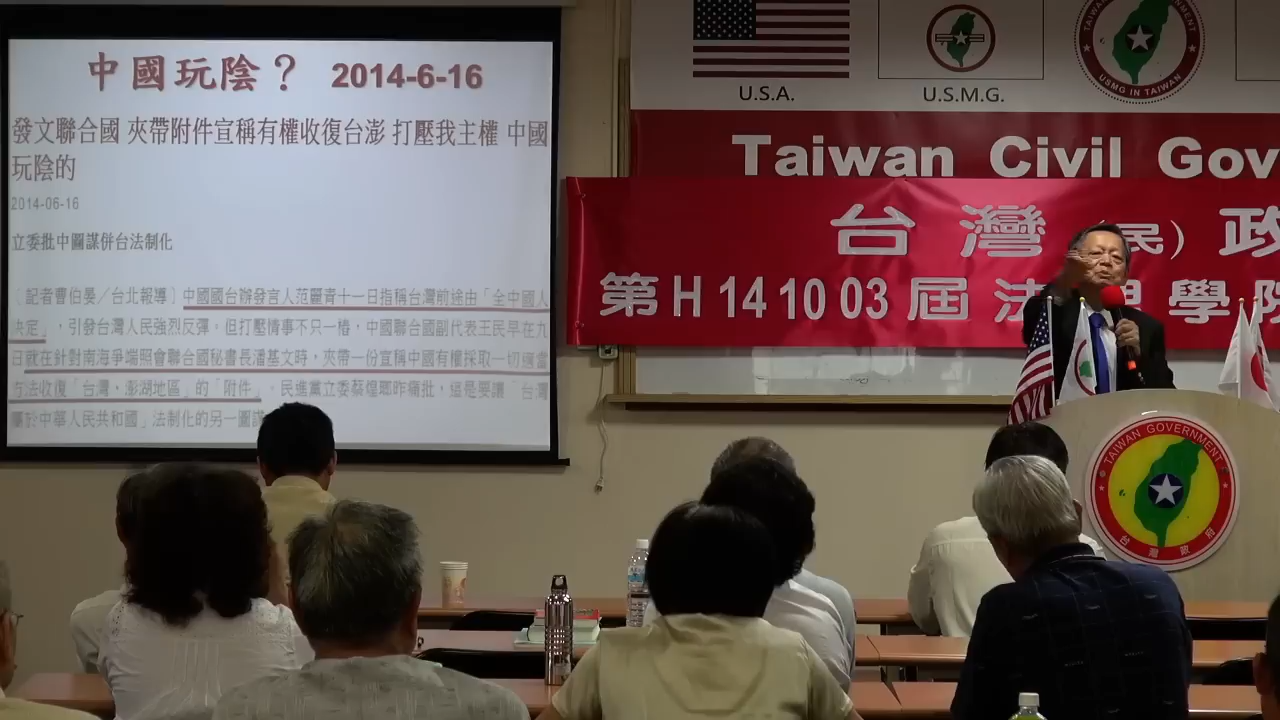 中國玩陰？ 2014-6-16
發文聯合國 夾帶附件宣稱有權收復台澎 打壓我主權 中國
玩陰的
2014-06-16
立委批中圖謀併台法制化
〔記者曹伯晏／台北報導〕中國國台辦發言人范麗青十一日指稱台灣前途由「全中國人
決定」，引發台灣人民強烈反彈。但打壓情事不只一樁，中國聯合國副代表王民早在九
日就在針對南海爭端照會聯合國秘書長潘基文時，夾帶一份宣稱中國有權採取一切適當
方法收復「台灣、澎湖地區」的「附件」。民進黨立委蔡煌瑯昨痛批，這是要讓「台灣
屬於中華人民共和國」法制化的另一圖謀
U.S.A.
U.S.M.G.
TAIWAN GOVERNMENT
USMG IN TAIWAN
Taiwan Civil Gov
台灣(民)政
第H 14 10 03 屆 法理學院
TAIWAN GOVERNMENT
台灣政府